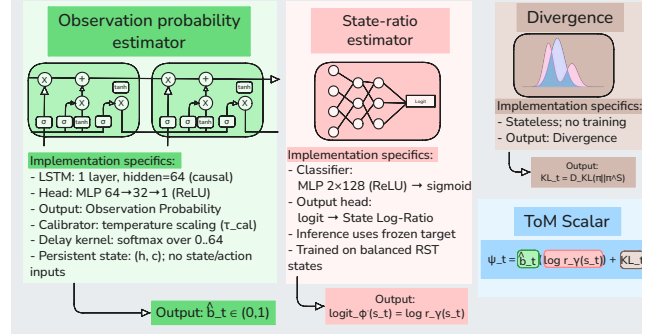 Observation probability
estimator
x
+
tanh
x
x
σ
σ
tanh
σ
x
+
tanh
x
x
σ
σ
tanh
σ
Implementation specifics:
- LSTM: 1 layer, hidden=64 (causal)
- Head: MLP 64→32→1 (ReLU)
- Output: Observation Probability
- Calibrator: temperature scaling (τ_cal)
- Delay kernel: softmax over 0..64
- Persistent state: (h, c); no state/action
inputs
Output: b̂_t ∈ (0,1)
State-ratio
estimator
Logit
Implementation specifics:
- Classifier:
MLP 2×128 (ReLU) → sigmoid
- Output head:
logit → State Log-Ratio
- Inference uses frozen target
- Trained on balanced RST
states
Output:
logit_φ(s_t) = log r_γ(s_t)
Divergence
Implementation specifics:
- Stateless; no training
- Output: Divergence
Output:
KL_t = D_KL(π||π^S)
ToM Scalar
ψ_t = b̂_t (log r_γ(s_t)) + KL_t